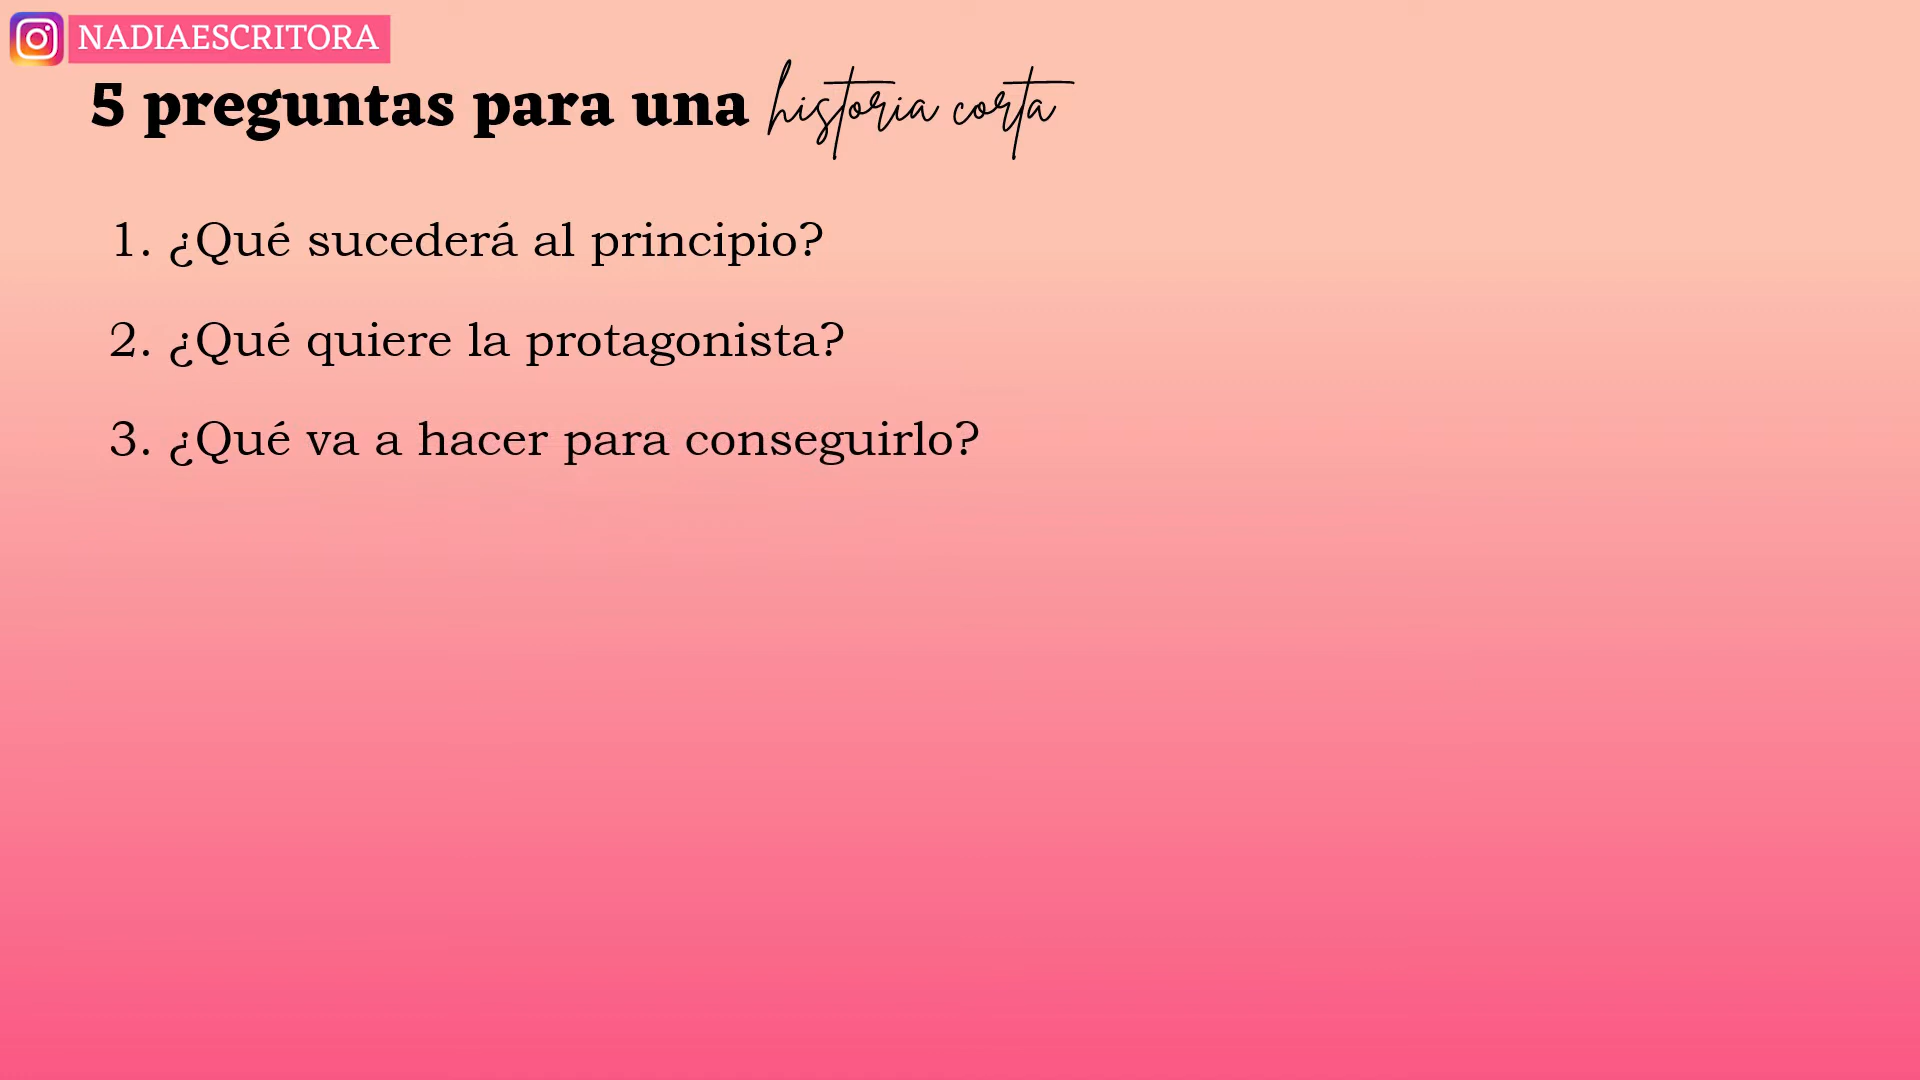 NADIAESCRITORA
5 preguntas para una historia corta
1. ¿Qué sucederá al principio?
2. ¿Qué quiere la protagonista?
3. ¿Qué va a hacer para conseguirlo?